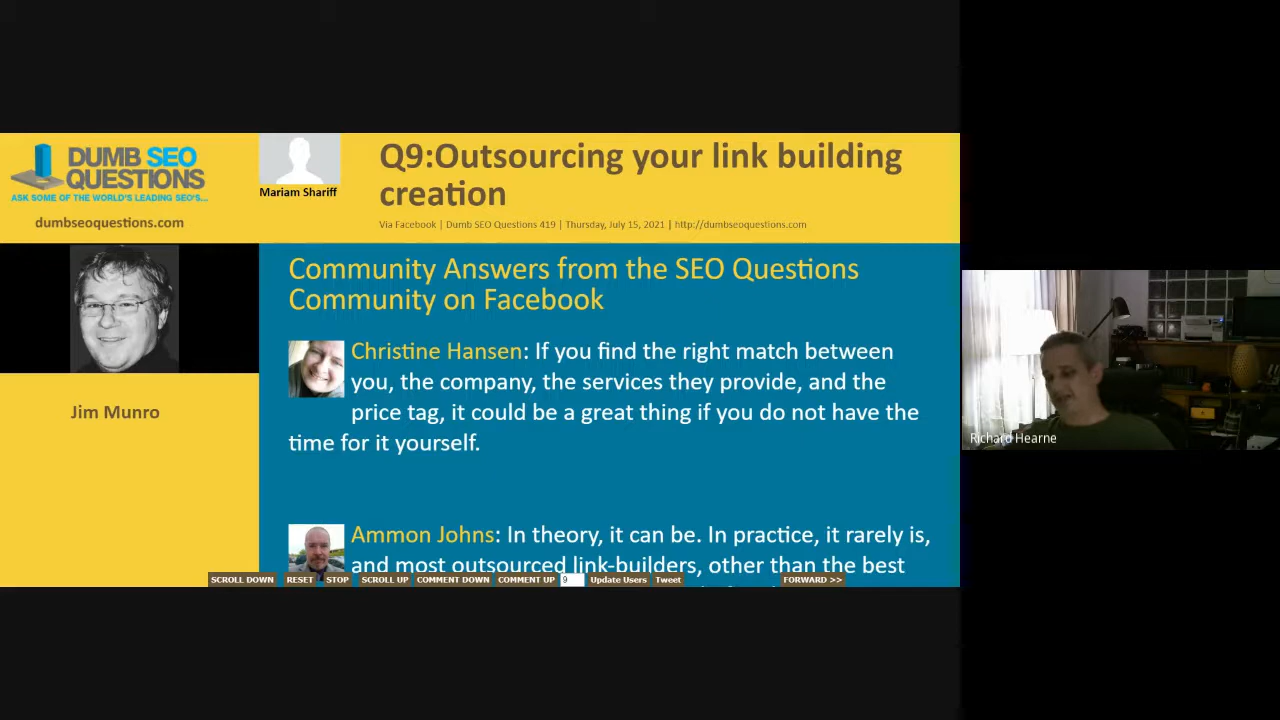 DUMB SEO
QUESTIONS
ASK SOME OF THE WORLD'S LEADING SEO'S...
dumbseoquestions.com
Mariam Shariff
Q9:Outsourcing your link building
creation
Via Facebook | Dumb SEO Questions 419 | Thursday, July 15, 2021 | http://dumbseoquestions.com
Jim Munro
Community Answers from the SEO Questions
Community on Facebook
Christine Hansen: If you find the right match between
you, the company, the services they provide, and the
price tag, it could be a great thing if you do not have the
time for it yourself.
Ammon Johns: In theory, it can be. In practice, it rarely is,
and most outsourced link-builders, other than the best
SCROLL DOWN RESET STOP SCROLL UP COMMENT DOWN COMMENT UP 9 Update Users Tweet FORWARD >>
Richard Hearne